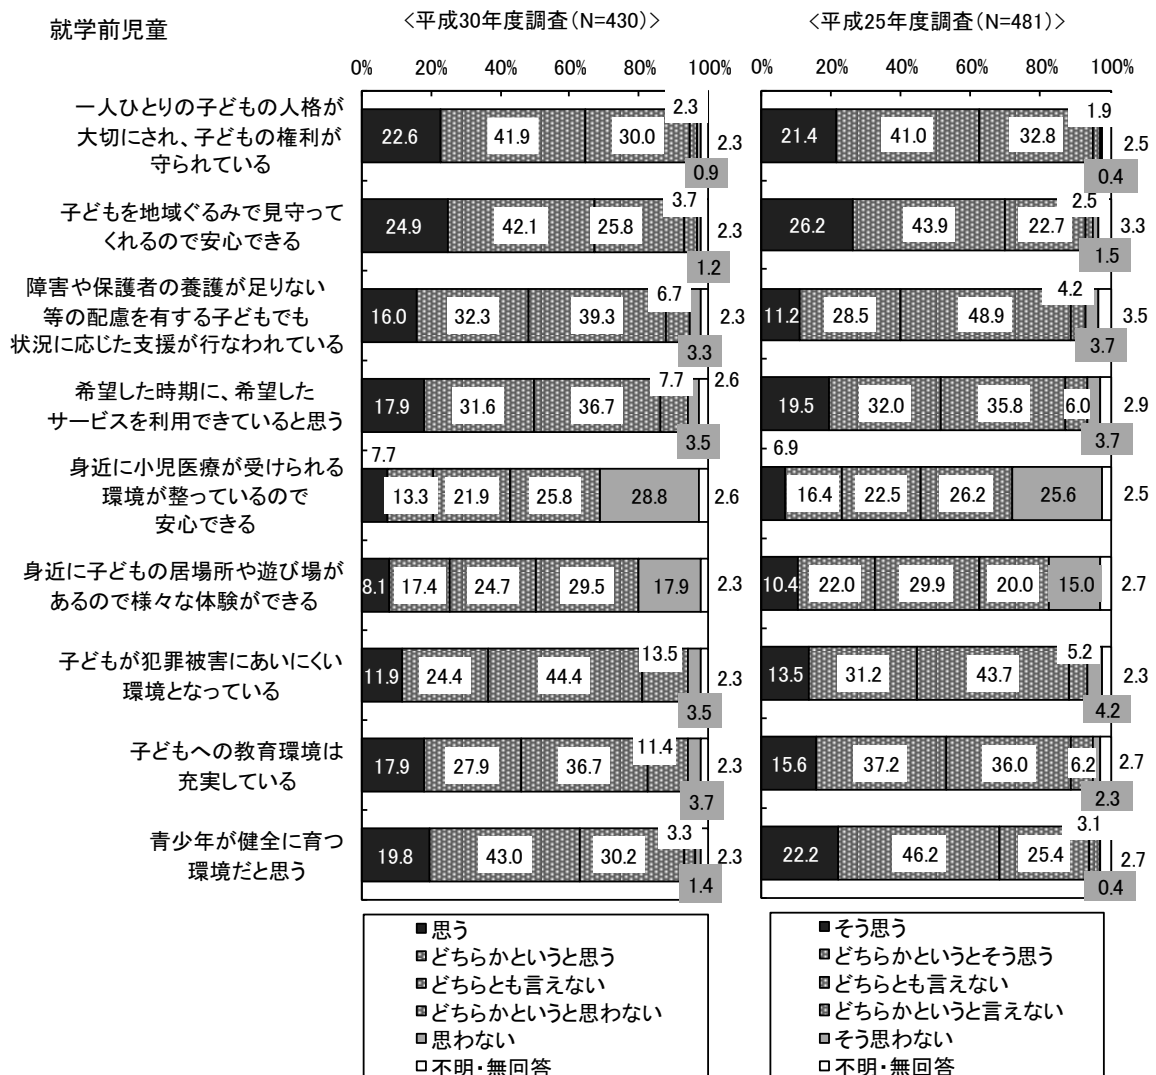 就学前児童
<平成30年度調査(N=430)>
<平成25年度調査(N=481)>
0% 20% 40% 60% 80% 100%
0% 20% 40% 60% 80% 100%
一人ひとりの子どもの人格が
大切にされ、子どもの権利が
守られている
22.6 41.9 30.0 2.3 0.9 2.3
21.4 41.0 32.8 1.9 0.4 2.5
子どもを地域ぐるみで見守って
くれるので安心できる
24.9 42.1 25.8 3.7 1.2 2.3
26.2 43.9 22.7 2.5 1.5 3.3
障害や保護者の養護が足りない
等の配慮を有する子どもでも
状況に応じた支援が行なわれている
16.0 32.3 39.3 6.7 3.3 2.3
11.2 28.5 48.9 4.2 3.7 3.5
希望した時期に、希望した
サービスを利用できていると思う
17.9 31.6 36.7 7.7 3.5 2.6
19.5 32.0 35.8 6.0 3.7 2.9
身近に小児医療が受けられる
環境が整っているので
安心できる
7.7 13.3 21.9 25.8 28.8 2.6
6.9 16.4 22.5 26.2 25.6 2.5
身近に子どもの居場所や遊び場が
あるので様々な体験ができる
8.1 17.4 24.7 29.5 17.9 2.3
10.4 22.0 29.9 20.0 15.0 2.7
子どもが犯罪被害にあいにくい
環境となっている
11.9 24.4 44.4 13.5 3.5 2.3
13.5 31.2 43.7 5.2 4.2 2.3
子どもへの教育環境は
充実している
17.9 27.9 36.7 11.4 3.7 2.3
15.6 37.2 36.0 6.2 2.3 2.7
青少年が健全に育つ
環境だと思う
19.8 43.0 30.2 3.3 1.4 2.3
22.2 46.2 25.4 3.1 0.4 2.7
思う
どちらかというと思う
どちらとも言えない
どちらかというと思わない
思わない
不明・無回答
そう思う
どちらかというとそう思う
どちらとも言えない
どちらかというと言えない
そう思わない
不明・無回答